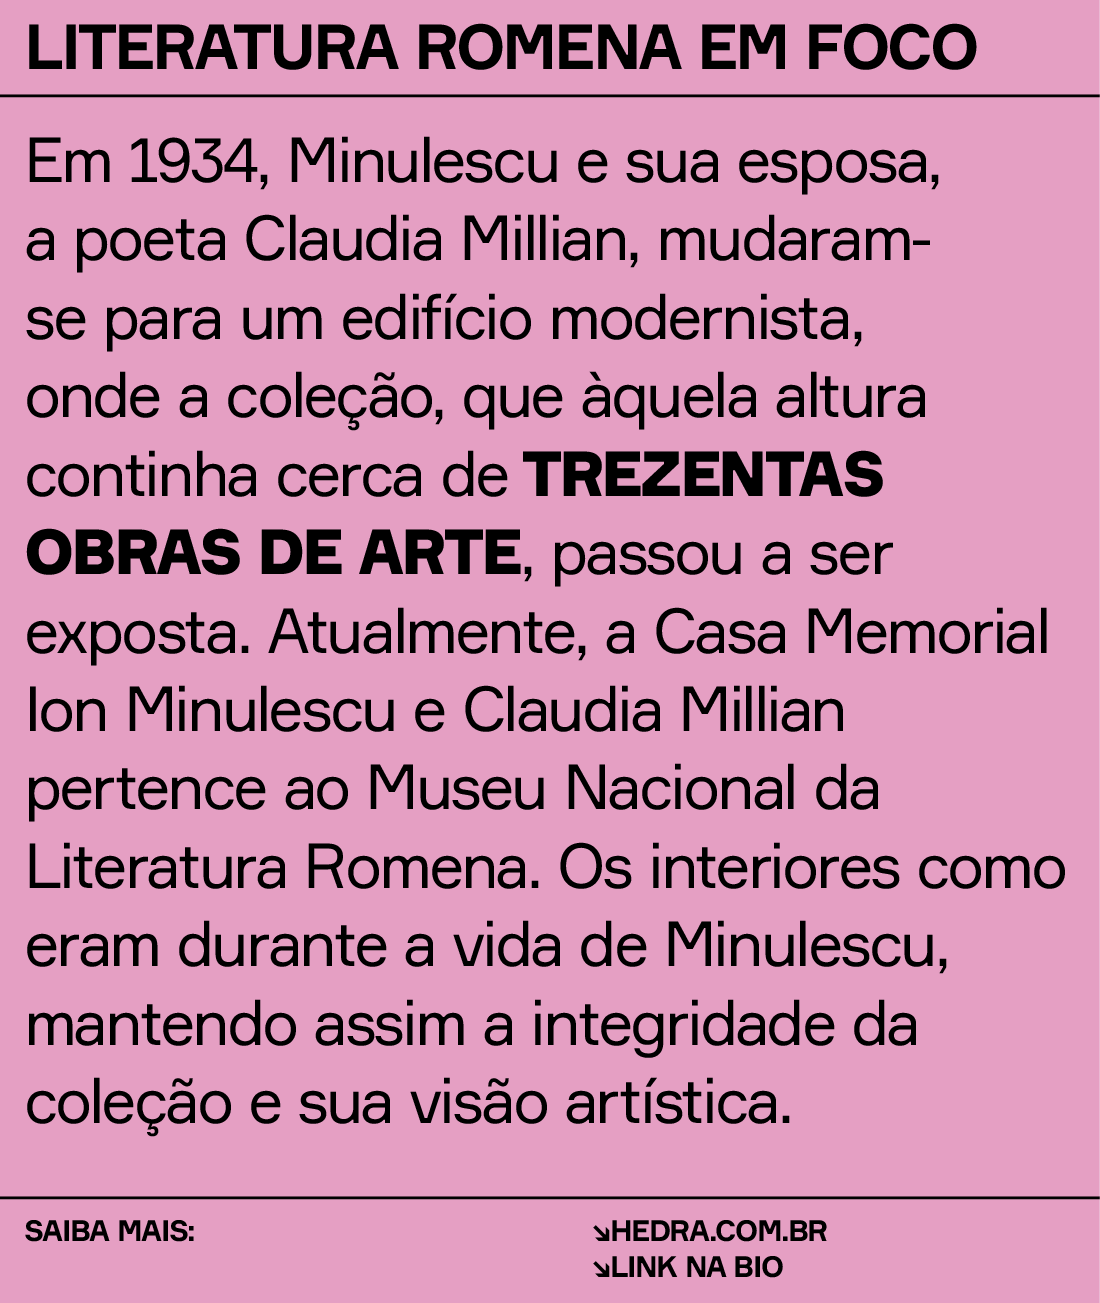 LITERATURA ROMENA EM FOCO
Em 1934, Minulescu e sua esposa,
a poeta Claudia Millian, mudaram-
se para um edifício modernista,
onde a coleção, que àquela altura
continha cerca de TREZENTAS
OBRAS DE ARTE, passou a ser
exposta. Atualmente, a Casa Memorial
Ion Minulescu e Claudia Millian
pertence ao Museu Nacional da
Literatura Romena. Os interiores como
eram durante a vida de Minulescu,
mantendo assim a integridade da
coleção e sua visão artística.
SAIBA MAIS:
↘HEDRA.COM.BR
↘LINK NA BIO